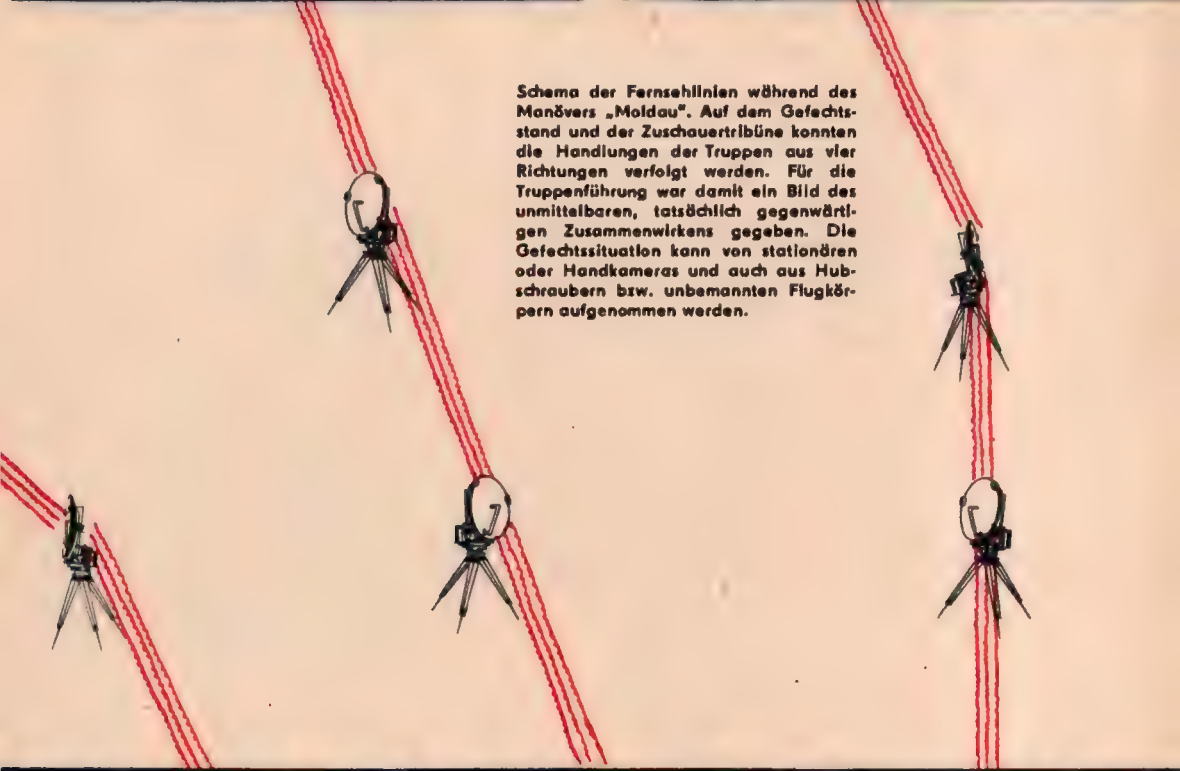 Schema der Fernsehlinien während des
Manövers „Moldau“. Auf dem Gefechts-
stand und der Zuschauertribüne konnten
die Handlungen der Truppen aus vier
Richtungen verfolgt werden. Für die
Truppenführung war damit ein Bild des
unmittelbaren, tatsächlich gegenwärti-
gen Zusammenwirkens gegeben. Die
Gefechtssituation kann von stationären
oder Handkameras und auch aus Hub-
schraubern bzw. unbemannten Flugkör-
pern aufgenommen werden.